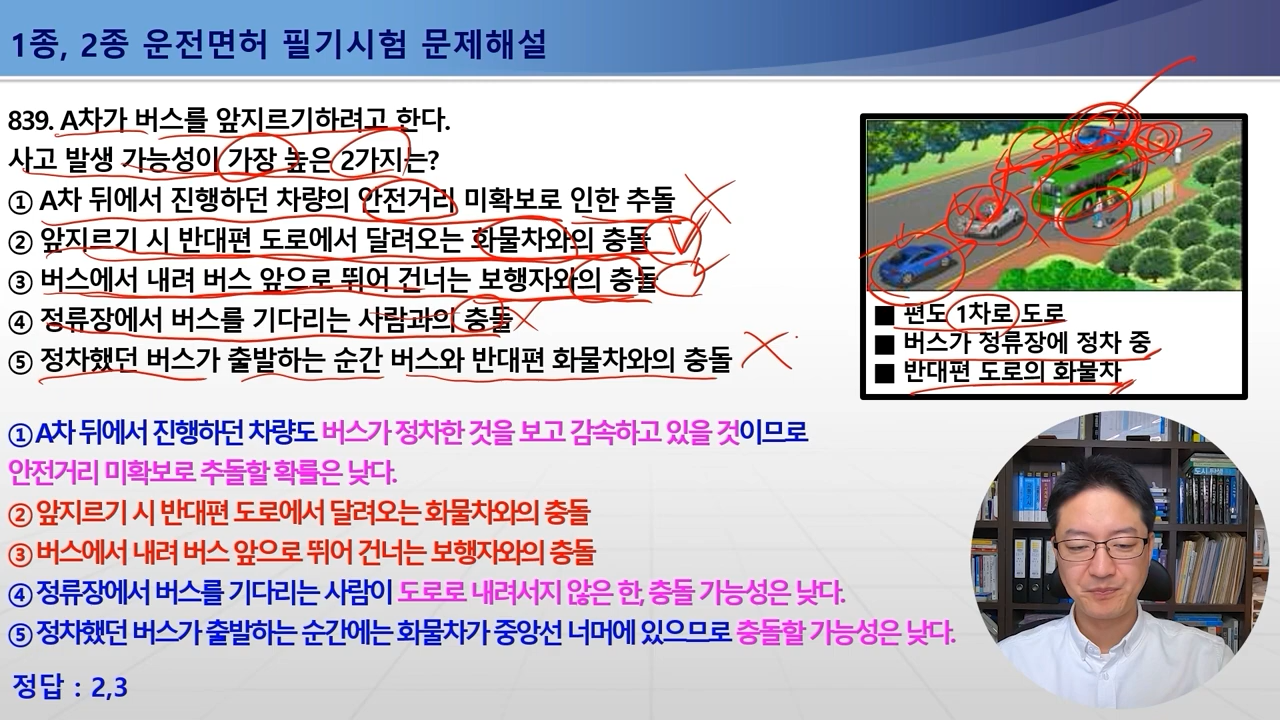 1종, 2종 운전면허 필기시험 문제해설
839. A차가 버스를 앞지르기하려고 한다.
사고 발생 가능성이 가장 높은 2가지는?
① A차 뒤에서 진행하던 차량의 안전거리 미확보로 인한 추돌
② 앞지르기 시 반대편 도로에서 달려오는 화물차와의 충돌
③ 버스에서 내려 버스 앞으로 뛰어 건너는 보행자와의 충돌
④ 정류장에서 버스를 기다리는 사람과의 충돌
⑤ 정차했던 버스가 출발하는 순간 버스와 반대편 화물차와의 충돌
■ 편도 1차로 도로
■ 버스가 정류장에 정차 중
■ 반대편 도로의 화물차
① A차 뒤에서 진행하던 차량도 버스가 정차한 것을 보고 감속하고 있을 것이므로
안전거리 미확보로 추돌할 확률은 낮다.
② 앞지르기 시 반대편 도로에서 달려오는 화물차와의 충돌
③ 버스에서 내려 버스 앞으로 뛰어 건너는 보행자와의 충돌
④ 정류장에서 버스를 기다리는 사람이 도로로 내려서지 않은 한, 충돌 가능성은 낮다.
⑤ 정차했던 버스가 출발하는 순간에는 화물차가 중앙선 너머에 있으므로 충돌할 가능성은 낮다.
정답 : 2,3